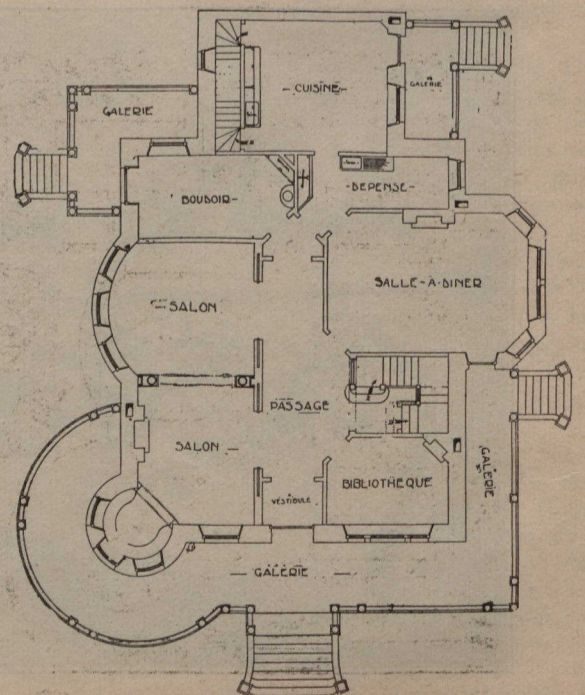 CUISINE
GALERIE
GALERIE
BOUDOIR
DEPENSE
SALON
SALLE-À-DINER
PASSAGE
SALON
GALERIE
BIBLIOTHEQUE
VESTIBULE
GALERIE